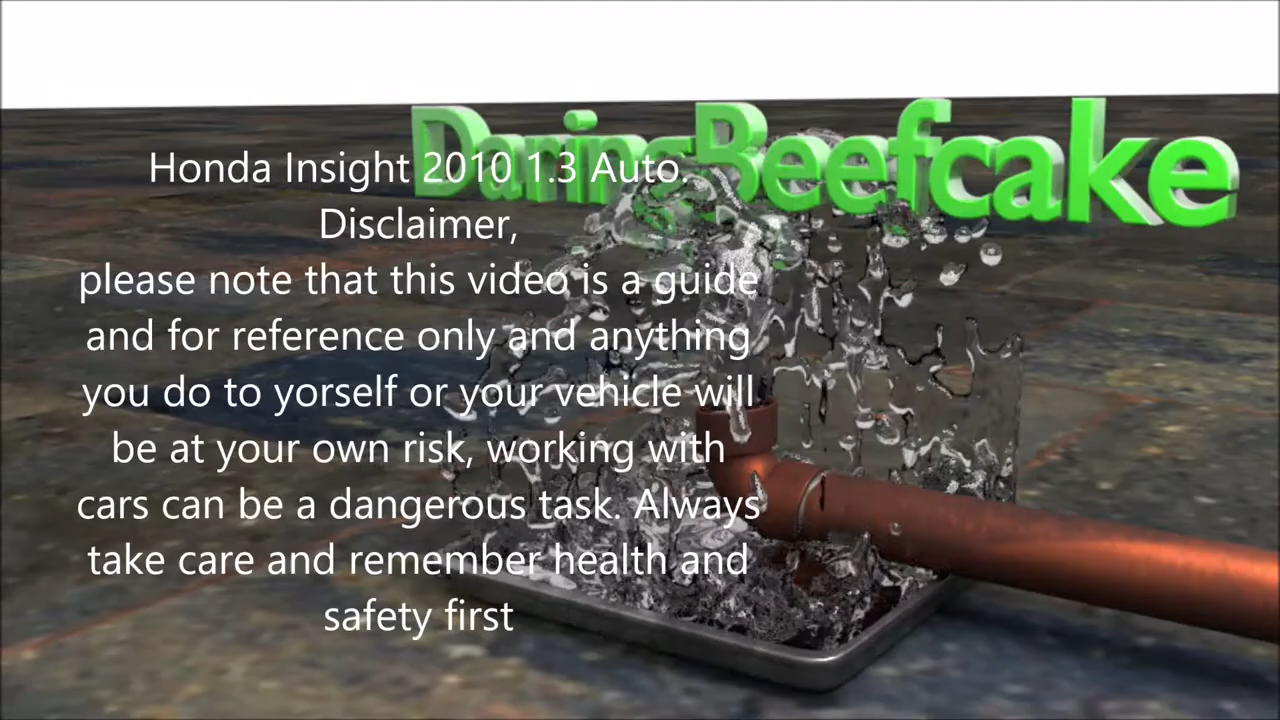 DaringBeefcake
Honda Insight 2010 1.3 Auto.
Disclaimer,
please note that this video is a guide
and for reference only and anything
you do to yorself or your vehicle will
be at your own risk, working with
cars can be a dangerous task. Always
take care and remember health and
safety first